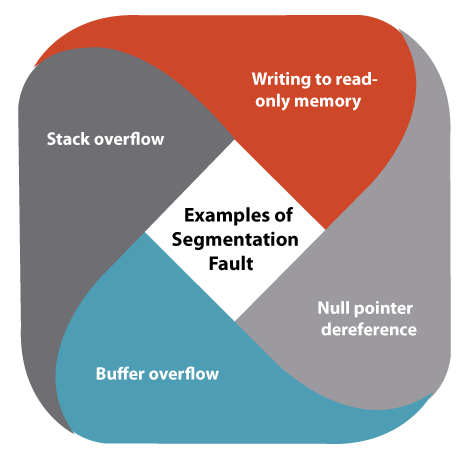 Writing to read-
only memory
Stack overflow
Examples of
Segmentation
Fault
Null pointer
dereference
Buffer overflow